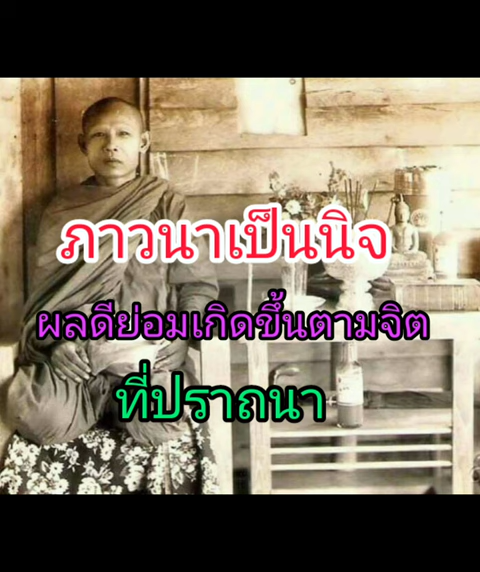 ภาวนาเป็นนิจ
ผลดีย่อมเกิดขึ้นตามจิต
ที่ปราถนา